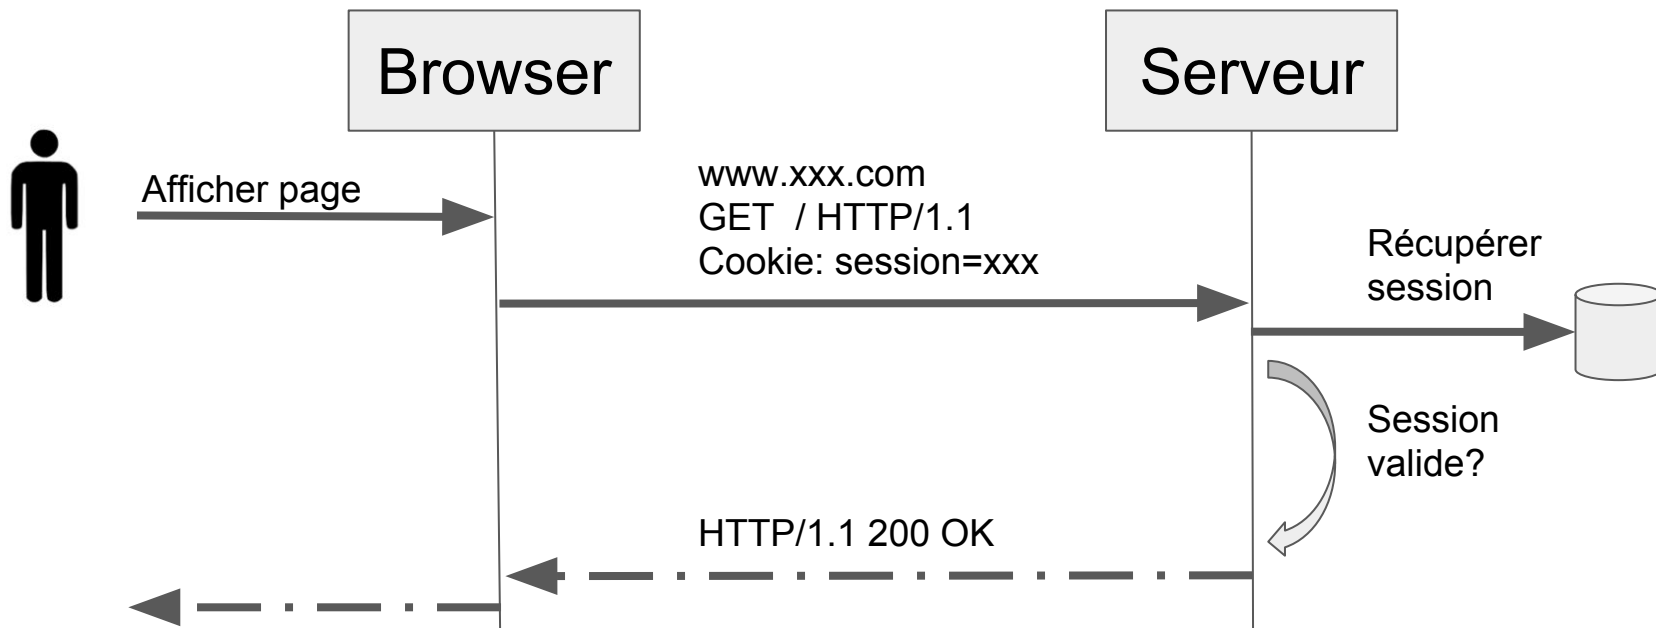 Browser
Serveur
Afficher page
www.xxx.com
GET  / HTTP/1.1
Cookie: session=xxx
Récupérer
session
Session
valide?
HTTP/1.1 200 OK